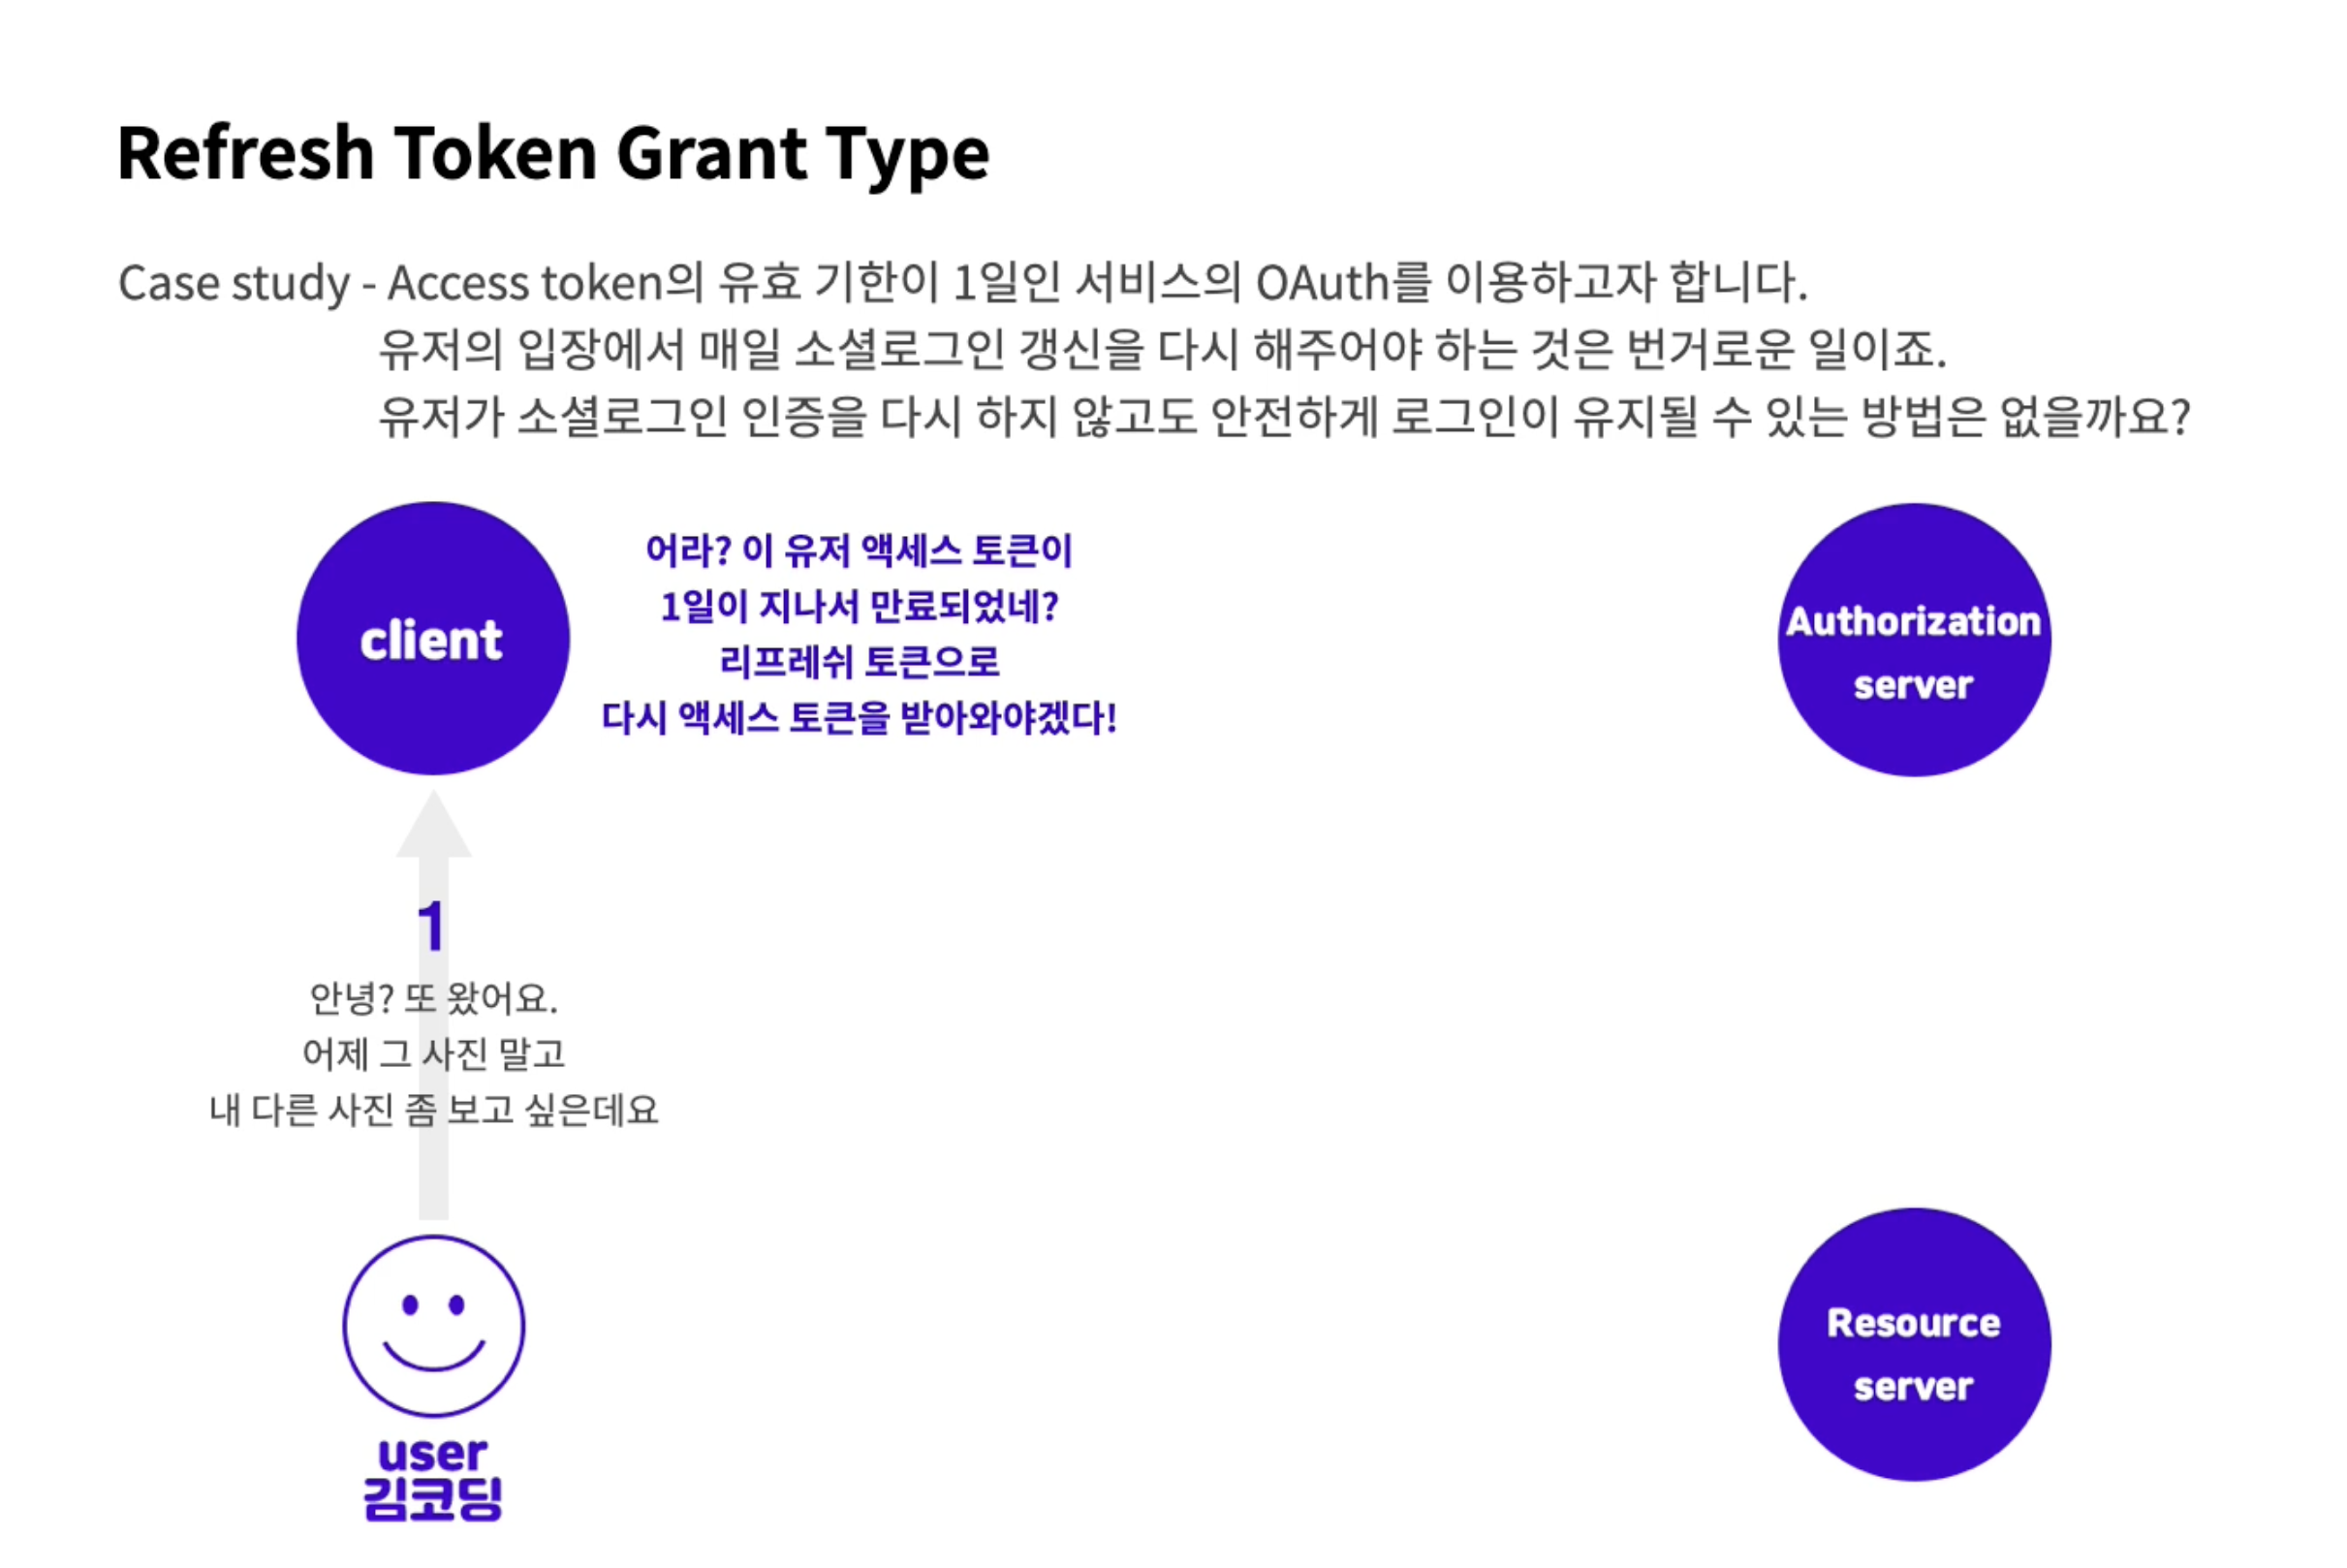 Refresh Token Grant Type
Case study - Access token의 유효 기한이 1일인 서비스의 OAuth를 이용하고자 합니다.
유저의 입장에서 매일 소셜로그인 갱신을 다시 해주어야 하는 것은 번거로운 일이죠.
유저가 소셜로그인 인증을 다시 하지 않고도 안전하게 로그인이 유지될 수 있는 방법은 없을까요?
client
어라? 이 유저 액세스 토큰이
1일이 지나서 만료되었네?
리프레쉬 토큰으로
다시 액세스 토큰을 받아와야겠다!
Authorization
server
1
안녕? 또 왔어요.
어제 그 사진 말고
내 다른 사진 좀 보고 싶은데요
user
김코딩
Resource
server